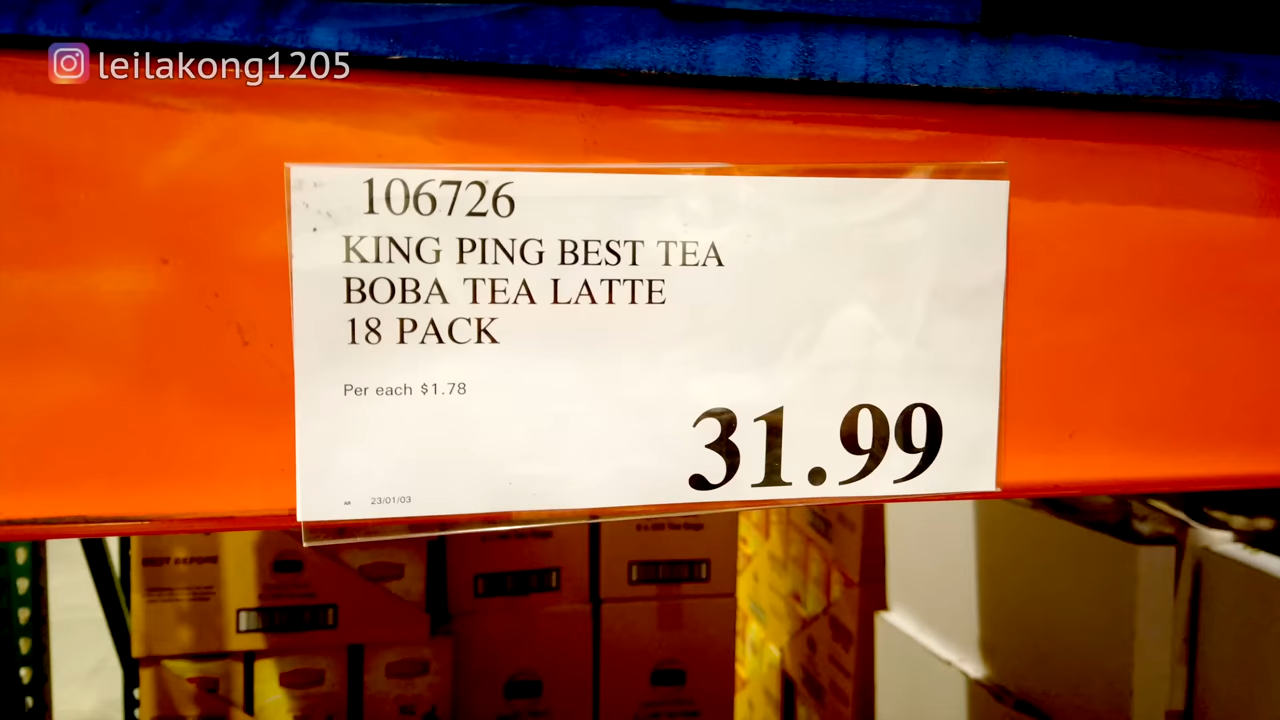 leilakong1205
106726
KING PING BEST TEA
BOBA TEA LATTE
18 PACK
Per each $1.78
31.99
23/01/03